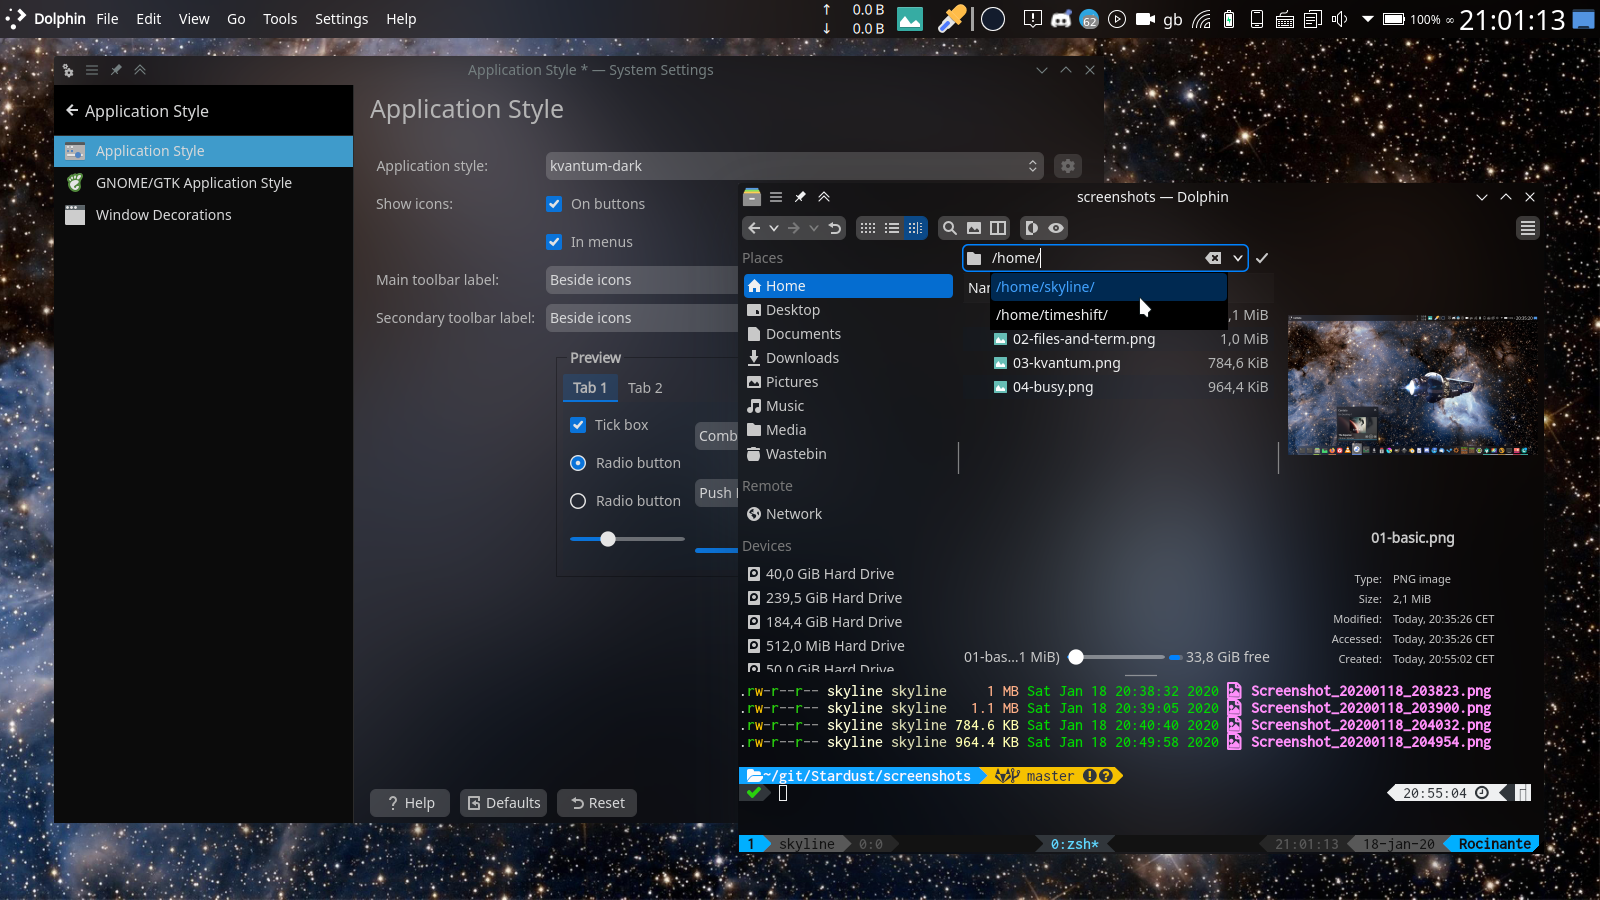 Dolphin File Edit View Go Tools Settings Help
↑ 0.0 B
↓ 0.0 B
62 gb 100% ∞ 21:01:13
Application Style * — System Settings
Application Style
Application Style
GNOME/GTK Application Style
Window Decorations
Application Style
Application style: kvantum-dark
Show icons: On buttons
In menus
Main toolbar label: Beside icons
Secondary toolbar label: Beside icons
Preview
Tab 1 Tab 2
Tick box
Comb
Radio button
Push
Radio button
? Help Defaults Reset
screenshots — Dolphin
Places
Home
Desktop
Documents
Downloads
Pictures
Music
Media
Wastebin
Remote
Network
Devices
40,0 GiB Hard Drive
239,5 GiB Hard Drive
184,4 GiB Hard Drive
512,0 MiB Hard Drive
50,0 GiB Hard Drive
/home/
Nar
/home/skyline/
/home/timeshift/
,1 MiB
02-files-and-term.png 1,0 MiB
03-kvantum.png 784,6 KiB
04-busy.png 964,4 KiB
01-bas...1 MiB) 33,8 GiB free
01-basic.png
Type: PNG image
Size: 2,1 MiB
Modified: Today, 20:35:26 CET
Accessed: Today, 20:35:26 CET
Created: Today, 20:55:02 CET
.rw-r--r-- skyline skyline 1 MB Sat Jan 18 20:38:32 2020 Screenshot_20200118_203823.png
.rw-r--r-- skyline skyline 1.1 MB Sat Jan 18 20:39:05 2020 Screenshot_20200118_203900.png
.rw-r--r-- skyline skyline 784.6 KB Sat Jan 18 20:40:40 2020 Screenshot_20200118_204032.png
.rw-r--r-- skyline skyline 964.4 KB Sat Jan 18 20:49:58 2020 Screenshot_20200118_204954.png
~/git/Stardust/screenshots master
20:55:04
1 skyline 0:0 0:zsh* 21:01:13 18-jan-20 Rocinante